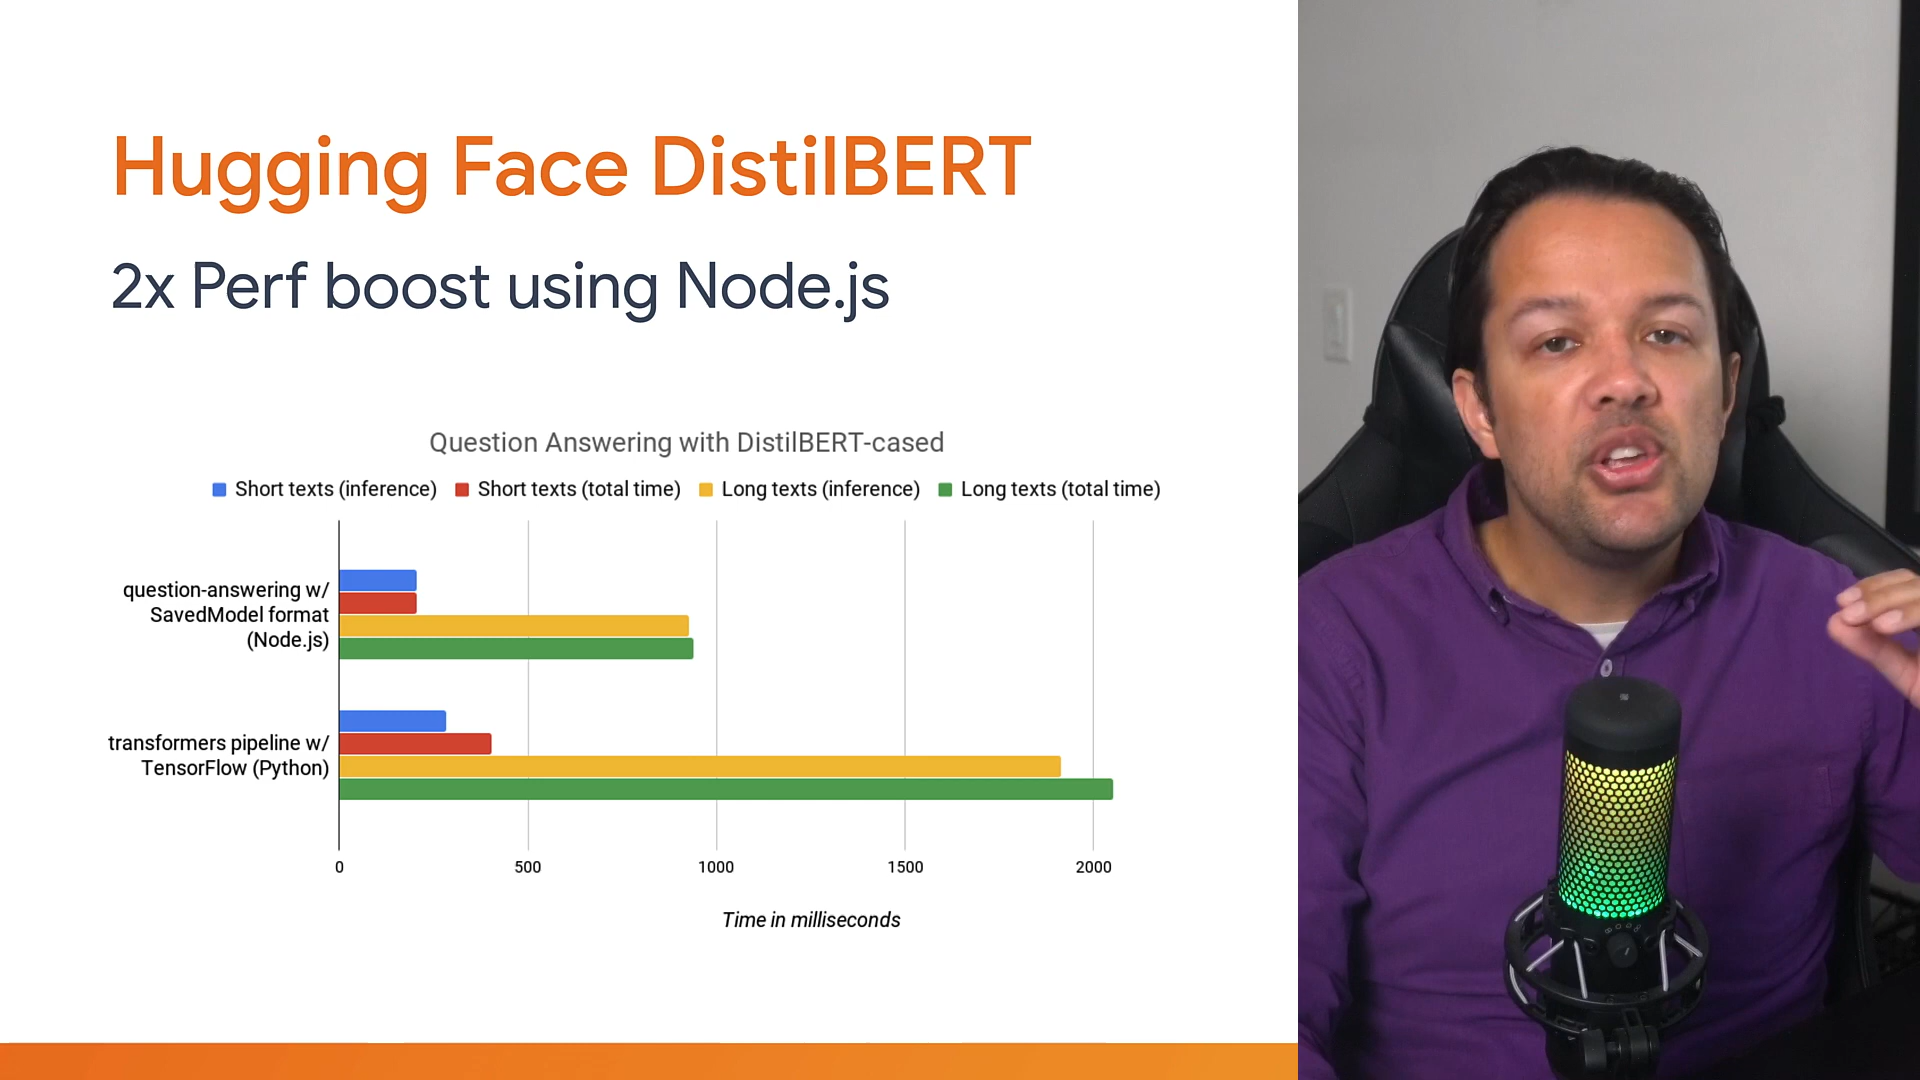 Hugging Face DistilBERT
2x Perf boost using Node.js
Question Answering with DistilBERT-cased
Short texts (inference) Short texts (total time) Long texts (inference) Long texts (total time)
question-answering w/
SavedModel format
(Node.js)
transformers pipeline w/
TensorFlow (Python)
0 500 1000 1500 2000
Time in milliseconds